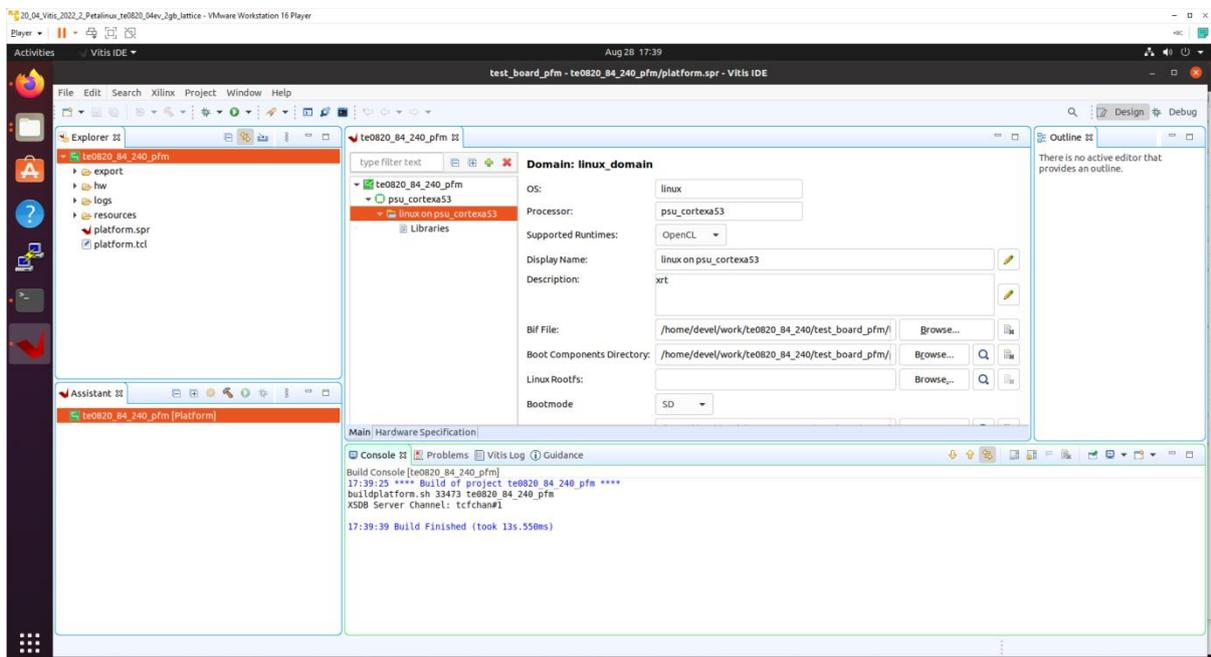 20_04_Vitis_2022_2_Petalinux_te0820_04ev_2gb_lattice - VMware Workstation 16 Player
Player
Activities Vitis IDE Aug 28 17:39
test_board_pfm - te0820_84_240_pfm/platform.spr - Vitis IDE
File Edit Search Xilinx Project Window Help
Design Debug
Explorer
te0820_84_240_pfm
export
hw
logs
resources
platform.spr
platform.tcl
Assistant
te0820_84_240_pfm [Platform]
te0820_84_240_pfm
type filter text
te0820_84_240_pfm
psu_cortexa53
linux on psu_cortexa53
Libraries
Domain: linux_domain
OS: linux
Processor: psu_cortexa53
Supported Runtimes: OpenCL
Display Name: linux on psu_cortexa53
Description: xrt
Bif File: /home/devel/work/te0820_84_240/test_board_pfm/ Browse...
Boot Components Directory: /home/devel/work/te0820_84_240/test_board_pfm/ Browse...
Linux Rootfs: Browse...
Bootmode SD
Main Hardware Specification
Outline
There is no active editor that
provides an outline.
Console Problems Vitis Log Guidance
Build Console [te0820_84_240_pfm]
17:39:25 **** Build of project te0820_84_240_pfm ****
buildplatform.sh 33473 te0820_84_240_pfm
XSDB Server Channel: tcfchan#1
17:39:39 Build Finished (took 13s.550ms)